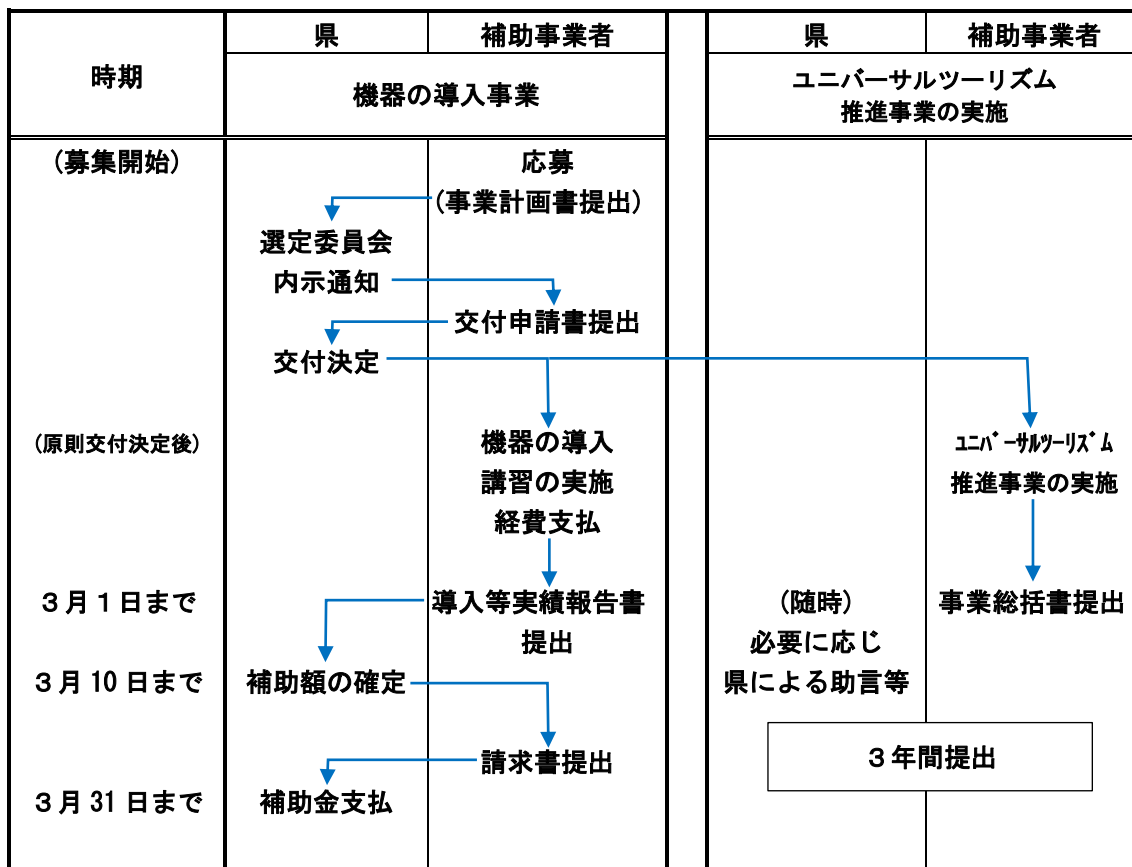 県
補助事業者
県
補助事業者
時期
機器の導入事業
ユニバーサルツーリズム
推進事業の実施
(募集開始)
応募
(事業計画書提出)
選定委員会
内示通知
交付申請書提出
交付決定
(原則交付決定後)
機器の導入
ﾕﾆﾊﾞｰｻﾙﾂｰﾘｽﾞﾑ
講習の実施
推進事業の実施
経費支払
３月１日まで
導入等実績報告書
(随時)
事業総括書提出
提出
必要に応じ
３月10日まで
補助額の確定
県による助言等
請求書提出
３年間提出
３月31日まで
補助金支払